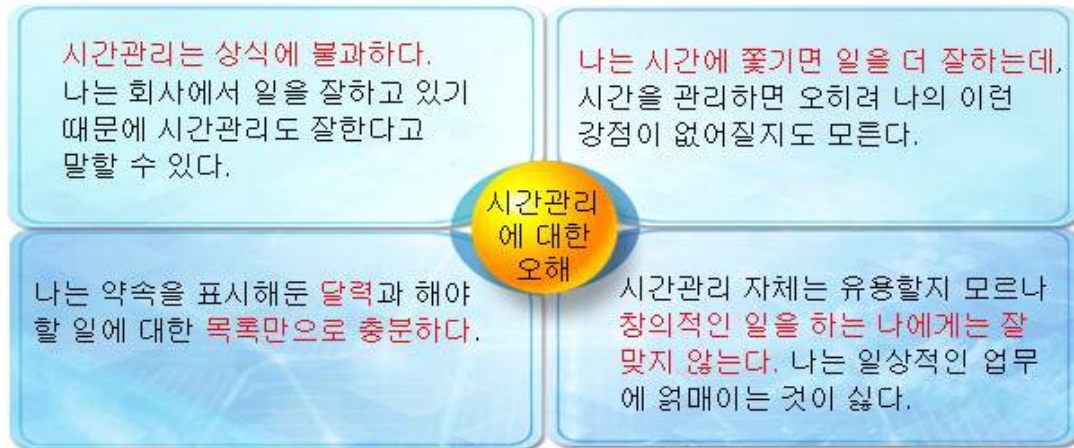 시간관리는 상식에 불과하다.
나는 회사에서 일을 잘하고 있기
때문에 시간관리도 잘한다고
말할 수 있다.
나는 시간에 쫓기면 일을 더 잘하는데,
시간을 관리하면 오히려 나의 이런
강점이 없어질지도 모른다.
시간관리
에 대한
오해
나는 약속을 표시해둔 달력과 해야
할 일에 대한 목록만으로 충분하다.
시간관리 자체는 유용할지 모르나
창의적인 일을 하는 나에게는 잘
맞지 않는다. 나는 일상적인 업무
에 얽매이는 것이 싫다.